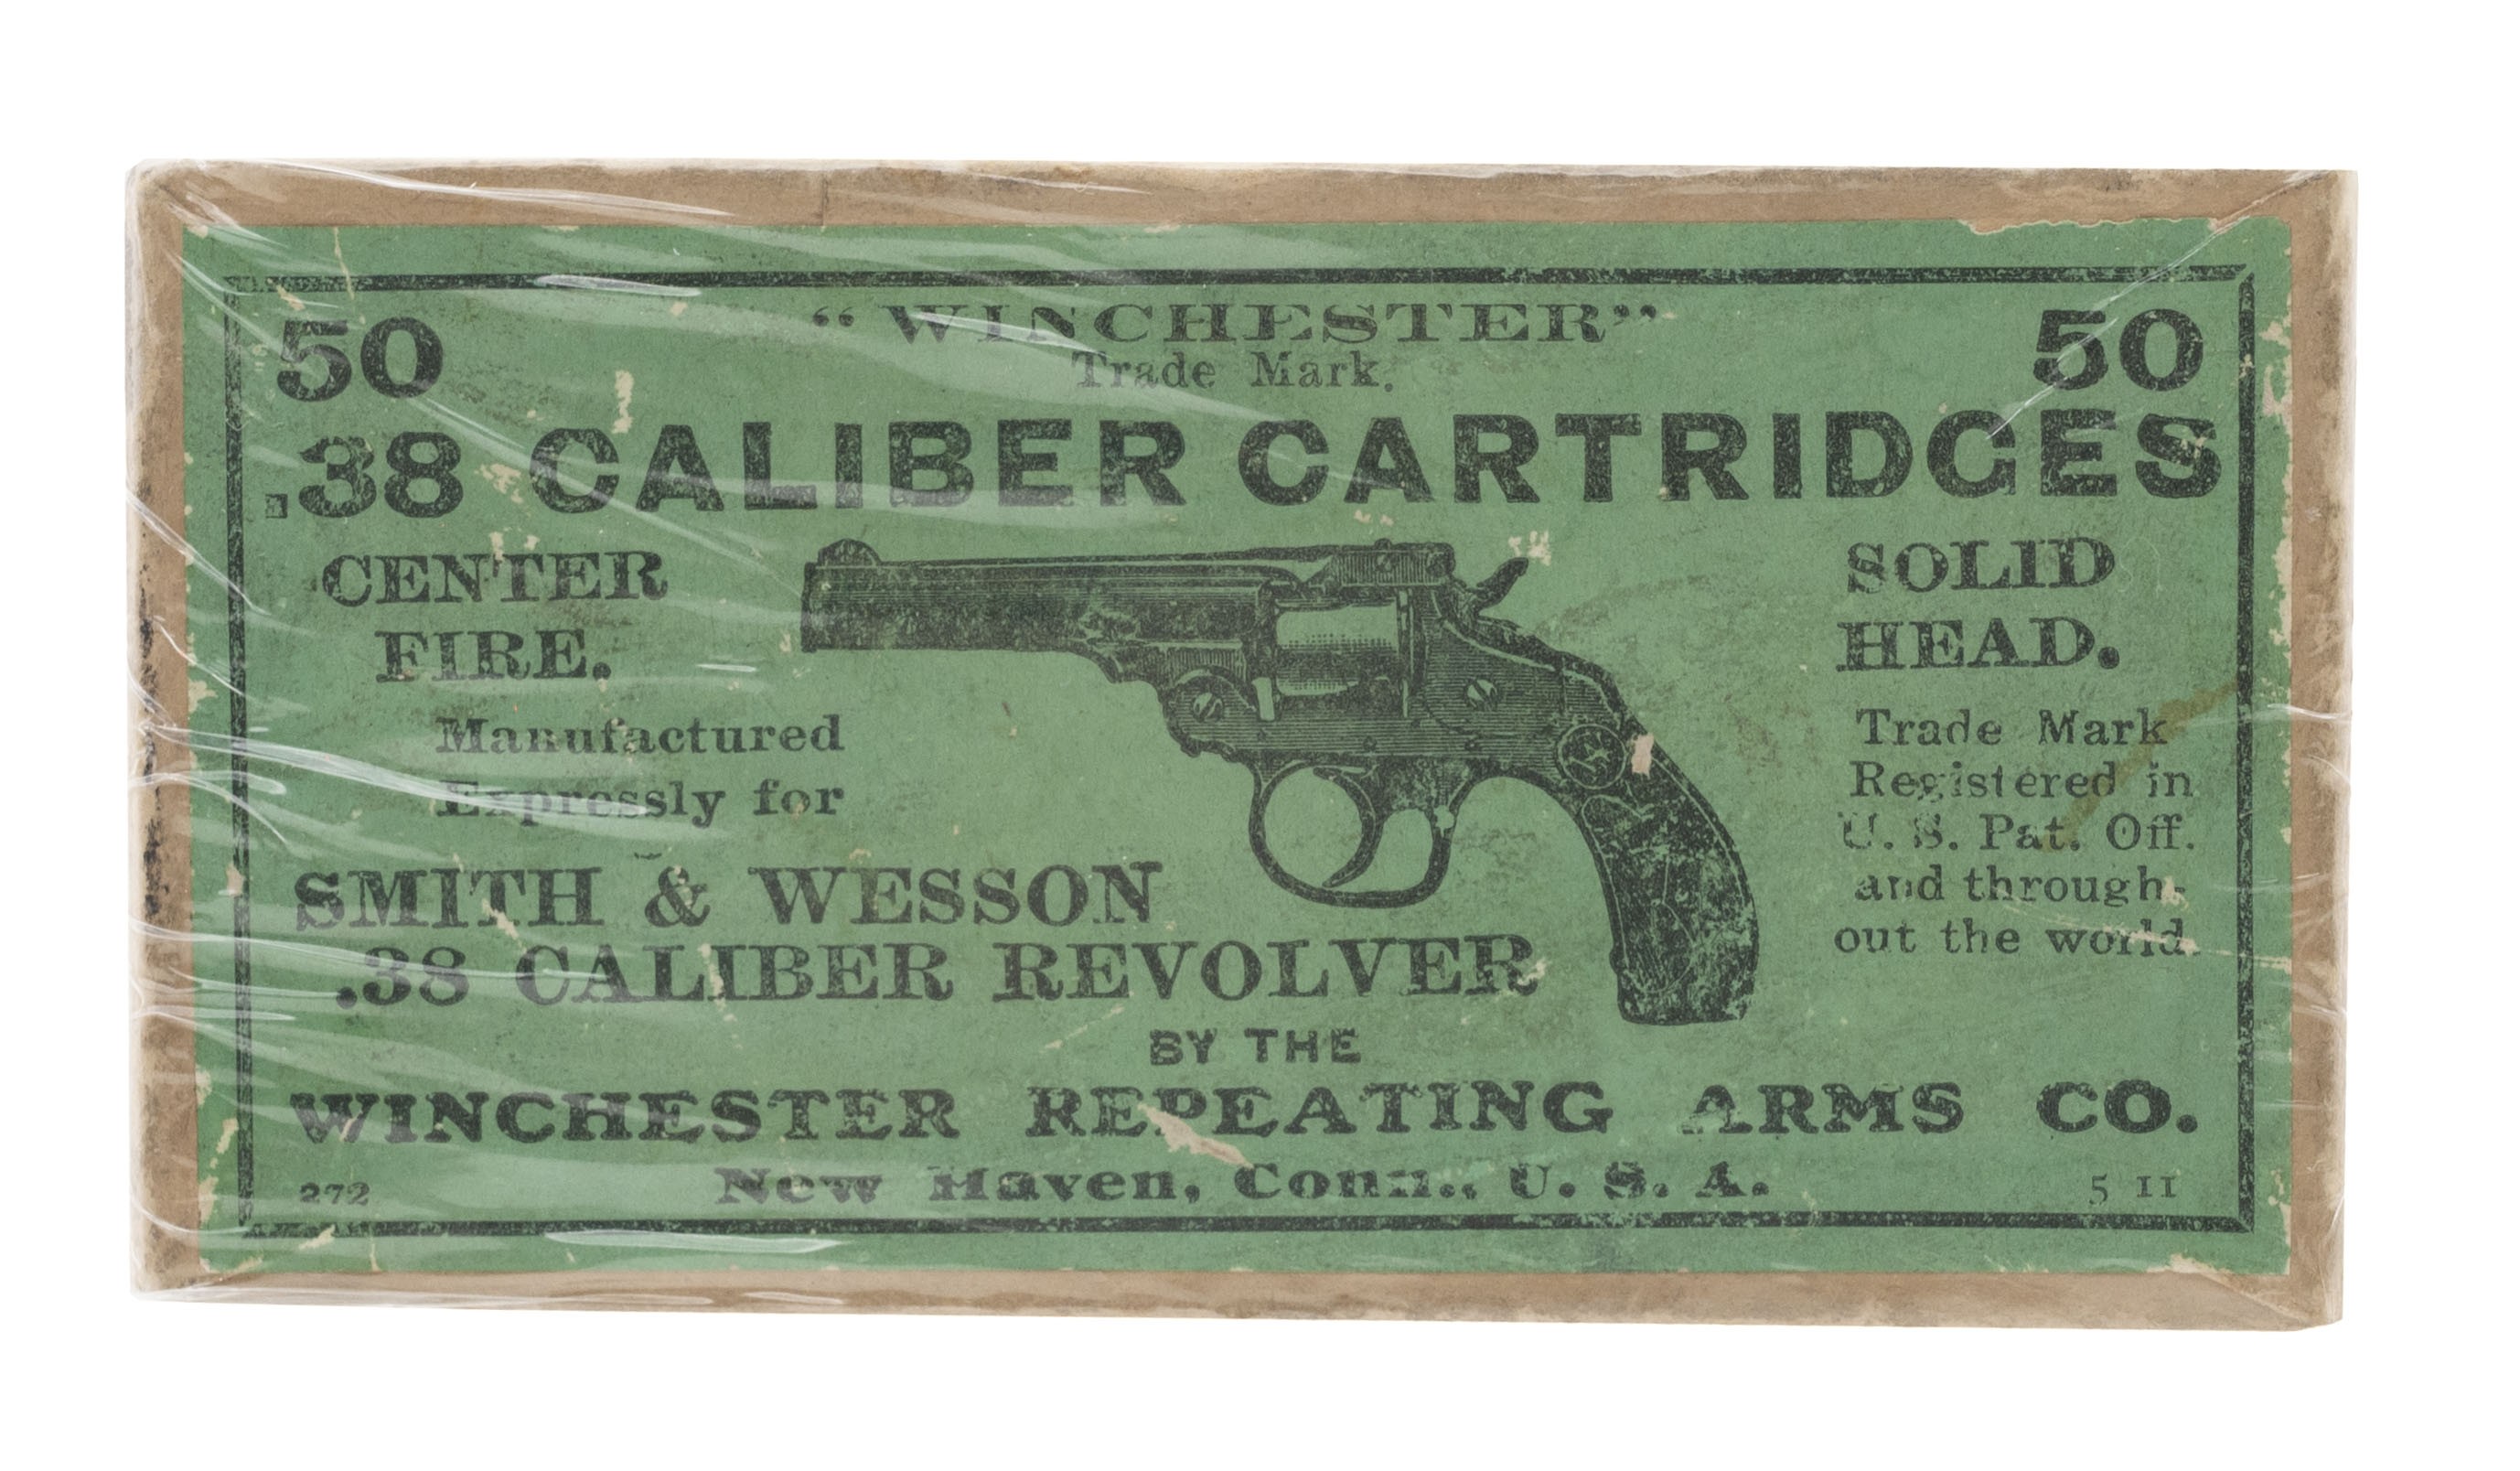 50 “WINCHESTER” 50
Trade Mark.
.38 CALIBER CARTRIDGES
CENTER
FIRE.
SOLID
HEAD.
Manufactured
Expressly for
Trade Mark
Registered in
U. S. Pat. Off.
and through-
out the world.
SMITH & WESSON
.38 CALIBER REVOLVER
BY THE
WINCHESTER REPEATING ARMS CO.
New Haven, Conn., U. S. A.
272
5 11